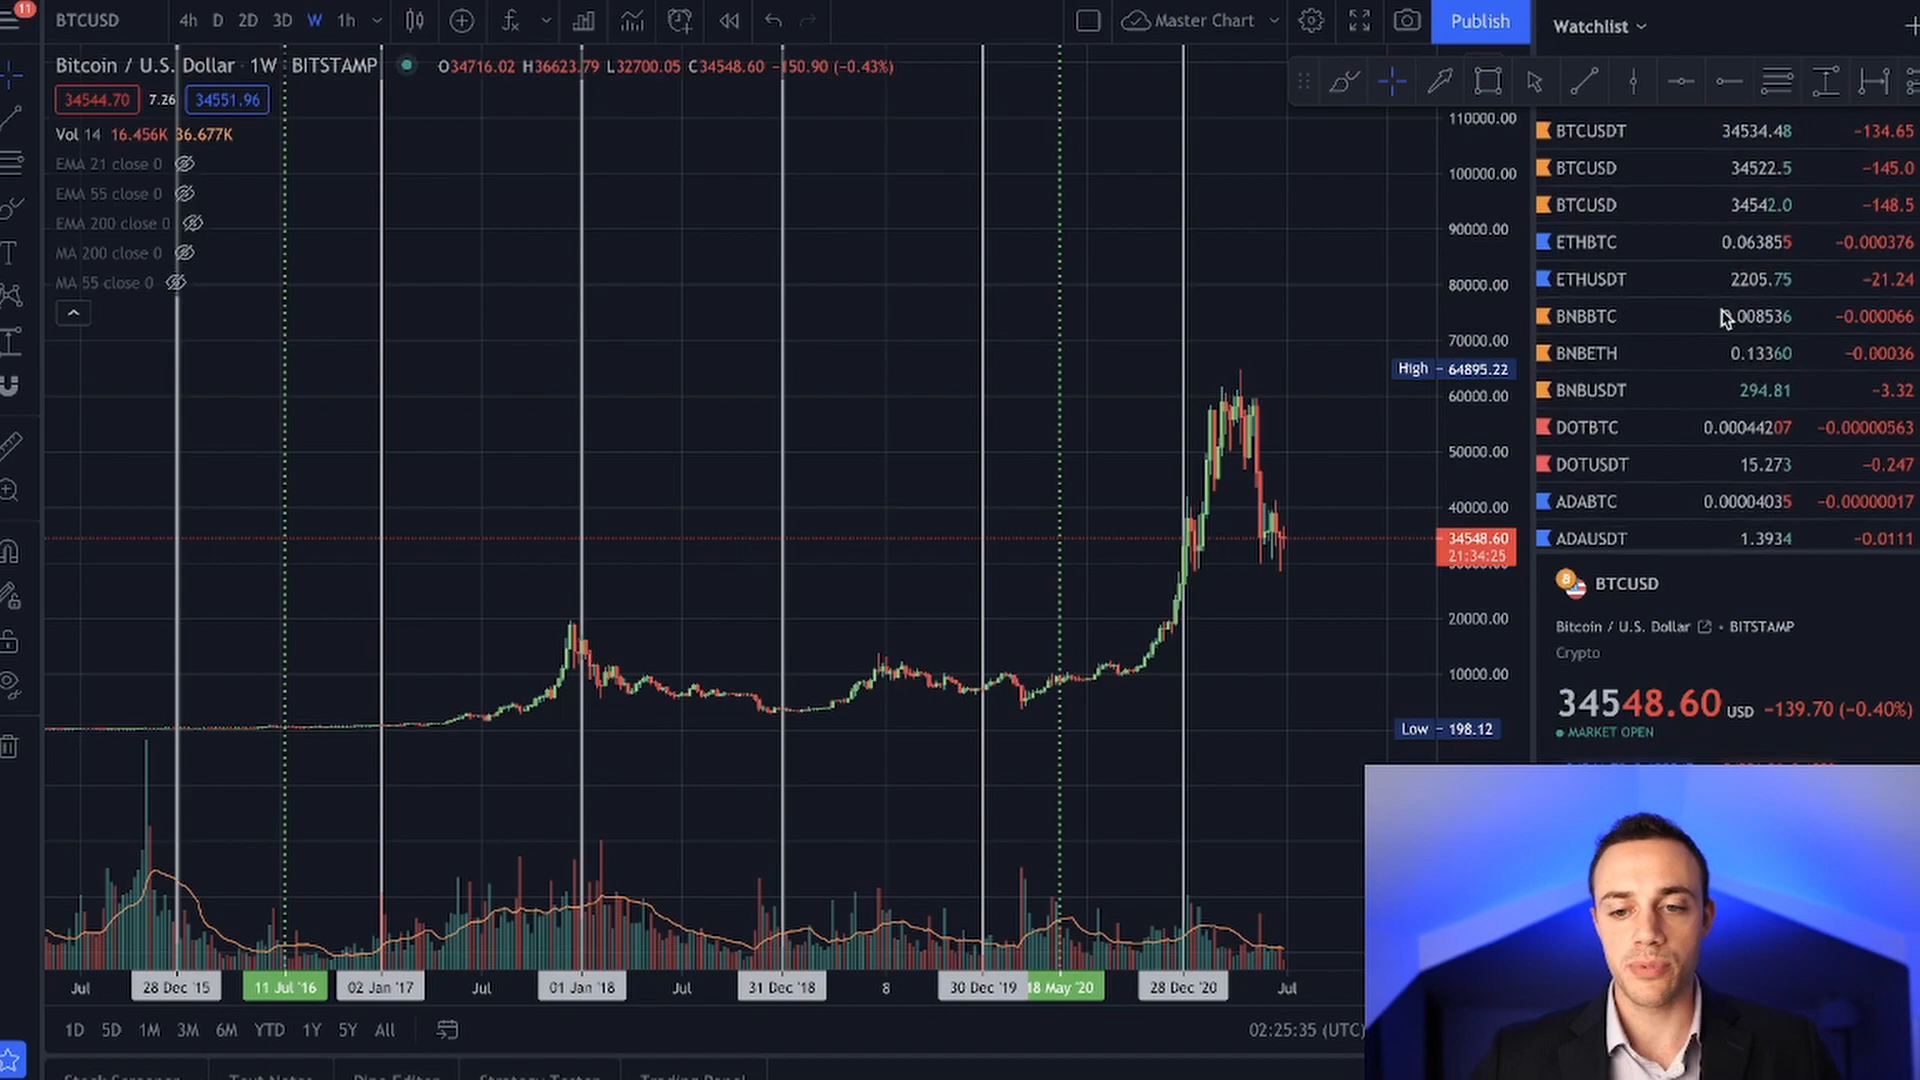 11
BTCUSD 4h D 2D 3D W 1h Master Chart Publish Watchlist
Bitcoin / U.S. Dollar · 1W · BITSTAMP O34716.02 H36623.79 L32700.05 C34548.60 −150.90 (−0.43%)
34544.70 7.26 34551.96
Vol 14 16.456K 36.677K
EMA 21 close 0
EMA 55 close 0
EMA 200 close 0
MA 200 close 0
MA 55 close 0
110000.00
100000.00
90000.00
80000.00
70000.00
High 64895.22
60000.00
50000.00
40000.00
34548.60
21:34:25
20000.00
10000.00
Low 198.12
BTCUSDT 34534.48 −134.65
BTCUSD 34522.5 −145.0
BTCUSD 34542.0 −148.5
ETHBTC 0.063855 −0.000376
ETHUSDT 2205.75 −21.24
BNBBTC 0.008536 −0.000066
BNBETH 0.13360 −0.00036
BNBUSDT 294.81 −3.32
DOTBTC 0.00044207 −0.00000563
DOTUSDT 15.273 −0.247
ADABTC 0.00004035 −0.00000017
ADAUSDT 1.3934 −0.0111
BTCUSD
Bitcoin / U.S. Dollar • BITSTAMP
Crypto
34548.60 USD −139.70 (−0.40%)
MARKET OPEN
Jul 28 Dec '15 11 Jul '16 02 Jan '17 Jul 01 Jan '18 Jul 31 Dec '18 8 30 Dec '19 18 May '20 28 Dec '20 Jul
1D 5D 1M 3M 6M YTD 1Y 5Y All 02:25:35 (UTC)